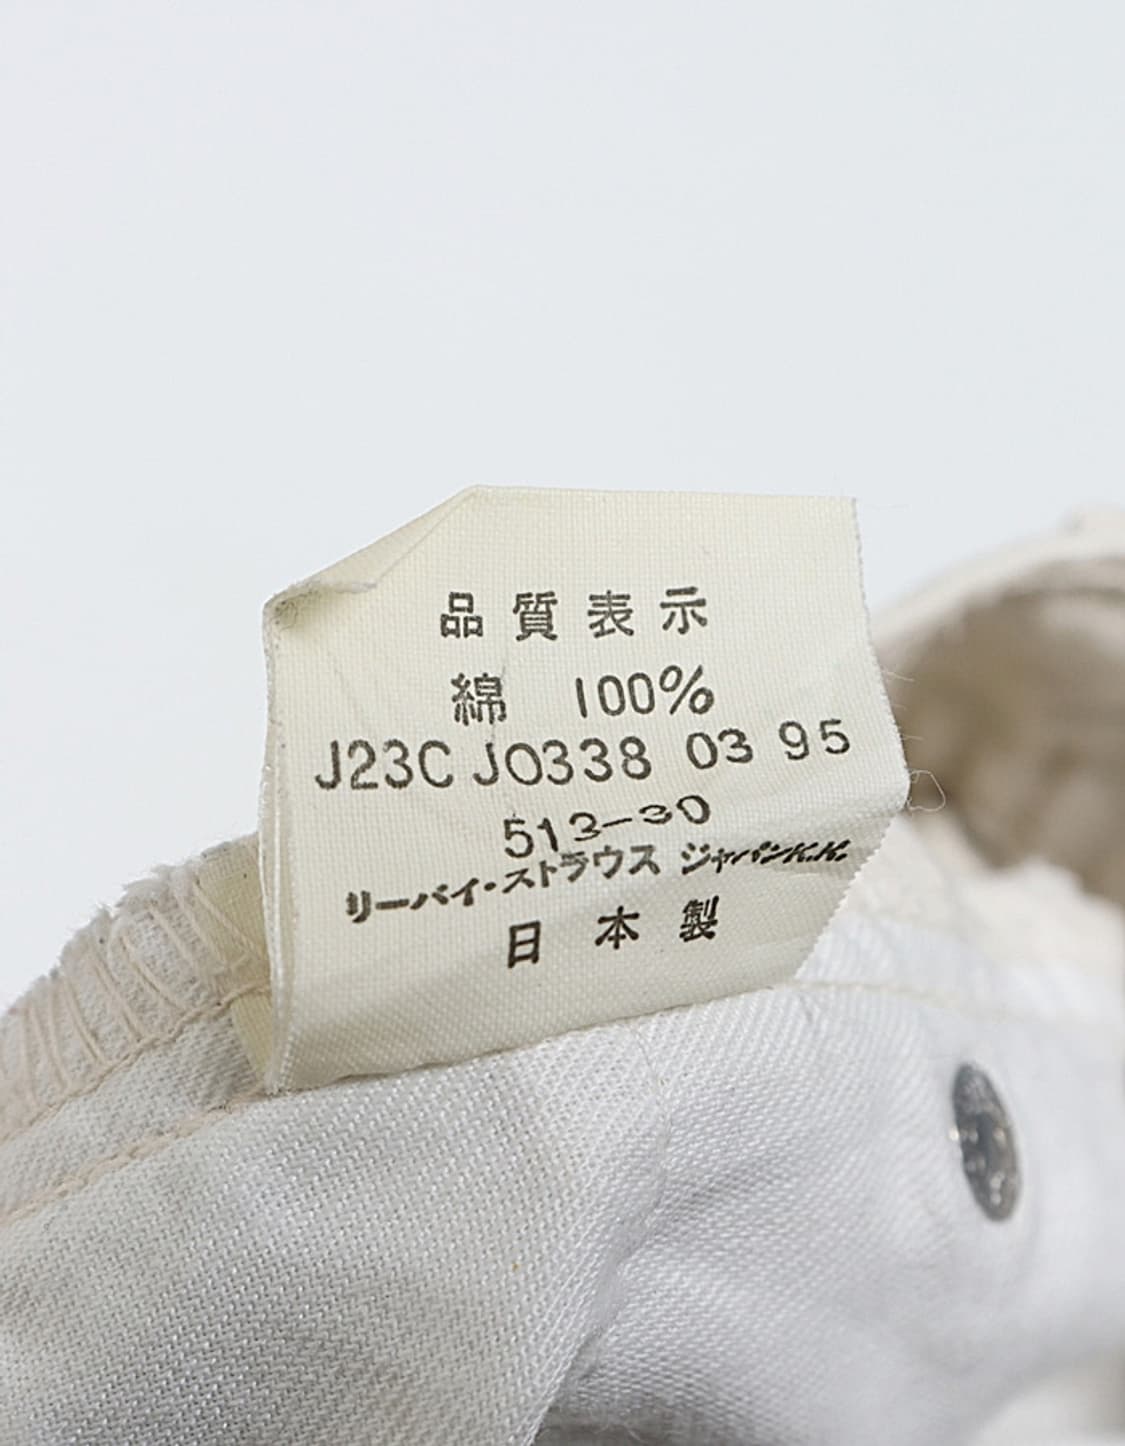 品質表示
綿 100%
J23C J0338 03 95
513-30
リーバイ・ストラウス ジャパンK.K.
日本製